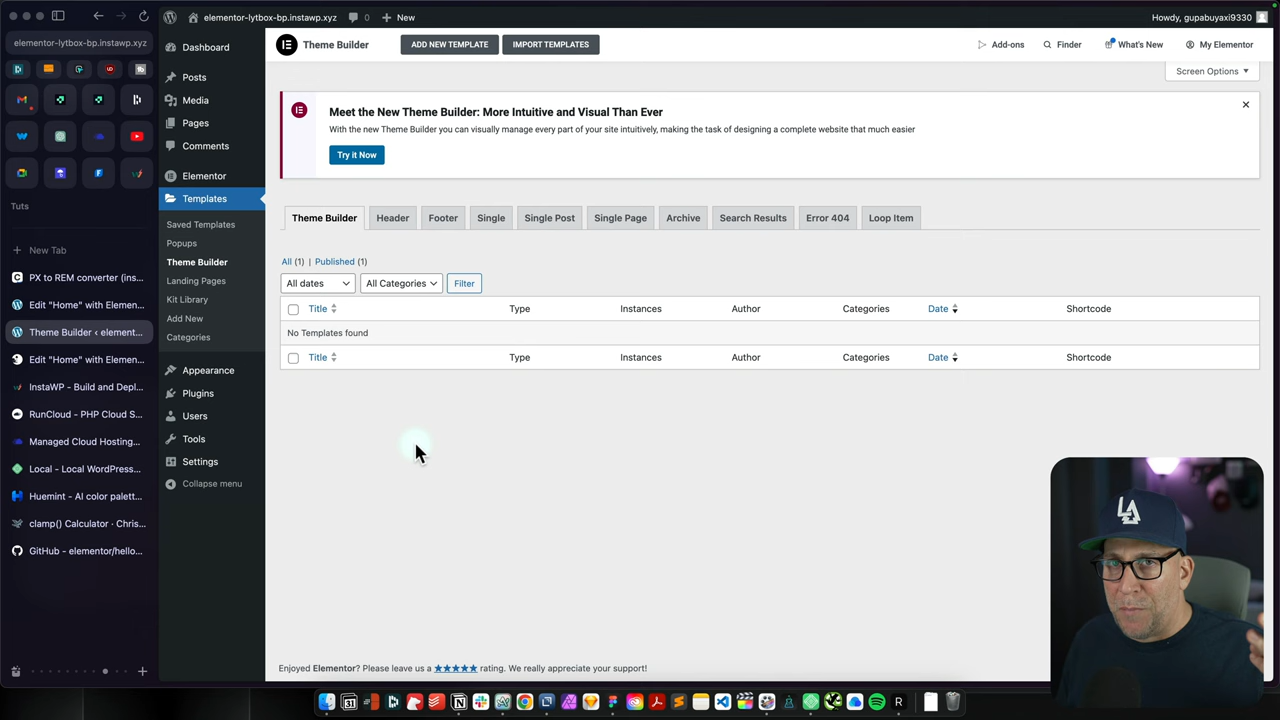 elementor-lytbox-bp.instawp.xyz
0
New
Howdy, gupabuyaxi9330
elementor-lytbox-bp.instawp.xyz
Tuts
New Tab
PX to REM converter (ins...
Edit "Home" with Elemen...
Theme Builder ‹ element...
Edit "Home" with Elemen...
InstaWP - Build and Depl...
RunCloud - PHP Cloud S...
Managed Cloud Hosting...
Local - Local WordPress...
Huemint - AI color palett...
clamp() Calculator · Chris...
GitHub - elementor/hello...
Dashboard
Posts
Media
Pages
Comments
Elementor
Templates
Saved Templates
Popups
Theme Builder
Landing Pages
Kit Library
Add New
Categories
Appearance
Plugins
Users
Tools
Settings
Collapse menu
Theme Builder
ADD NEW TEMPLATE
IMPORT TEMPLATES
Add-ons
Finder
What's New
My Elementor
Screen Options
Meet the New Theme Builder: More Intuitive and Visual Than Ever
With the new Theme Builder you can visually manage every part of your site intuitively, making the task of designing a complete website that much easier
Try it Now
Theme Builder Header Footer Single Single Post Single Page Archive Search Results Error 404 Loop Item
All (1) | Published (1)
All dates All Categories Filter
Title Type Instances Author Categories Date Shortcode
No Templates found
Title Type Instances Author Categories Date Shortcode
Enjoyed Elementor? Please leave us a ★★★★★ rating. We really appreciate your support!
LA